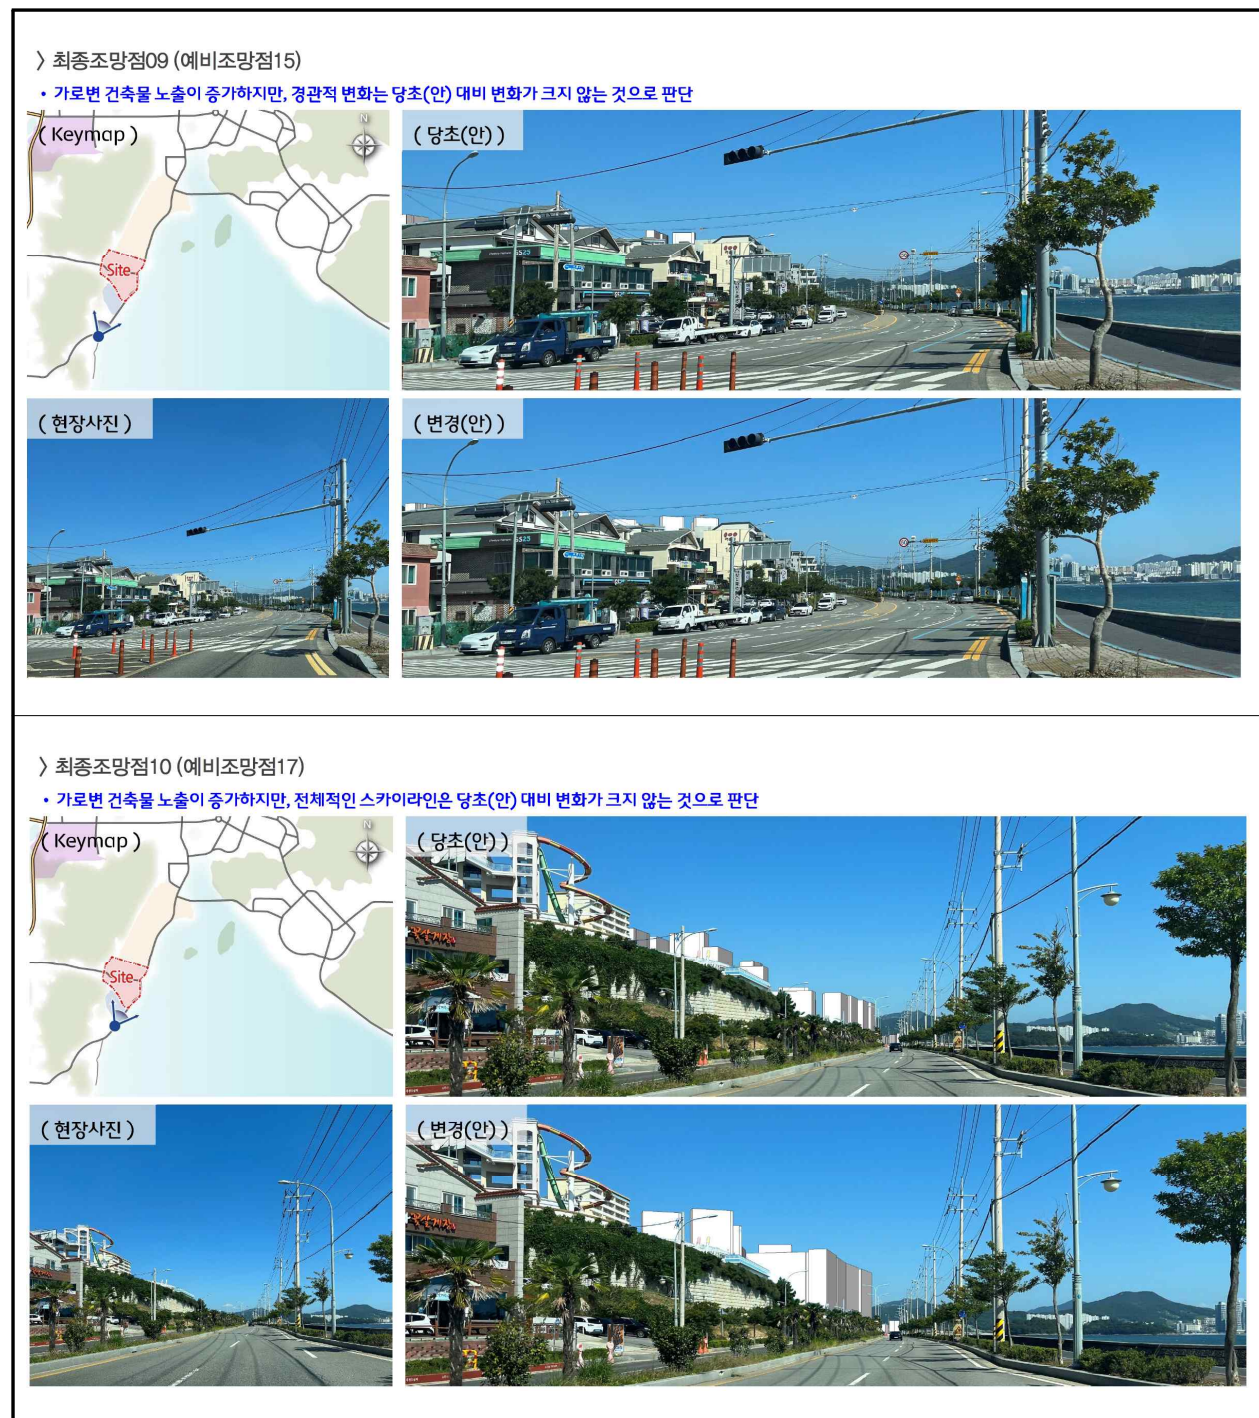 〉최종조망점09 (예비조망점15)
• 가로변 건축물 노출이 증가하지만, 경관적 변화는 당초(안) 대비 변화가 크지 않는 것으로 판단
( Keymap )
N
Site
( 당초(안) )
GS25
( 현장사진 )
( 변경(안) )
GS25
〉최종조망점10 (예비조망점17)
• 가로변 건축물 노출이 증가하지만, 전체적인 스카이라인은 당초(안) 대비 변화가 크지 않는 것으로 판단
( Keymap )
N
Site
( 당초(안) )
( 현장사진 )
( 변경(안) )